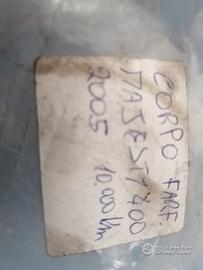 CORPO FARF.
MAJESTY 400
2005 10.000 Km
subito